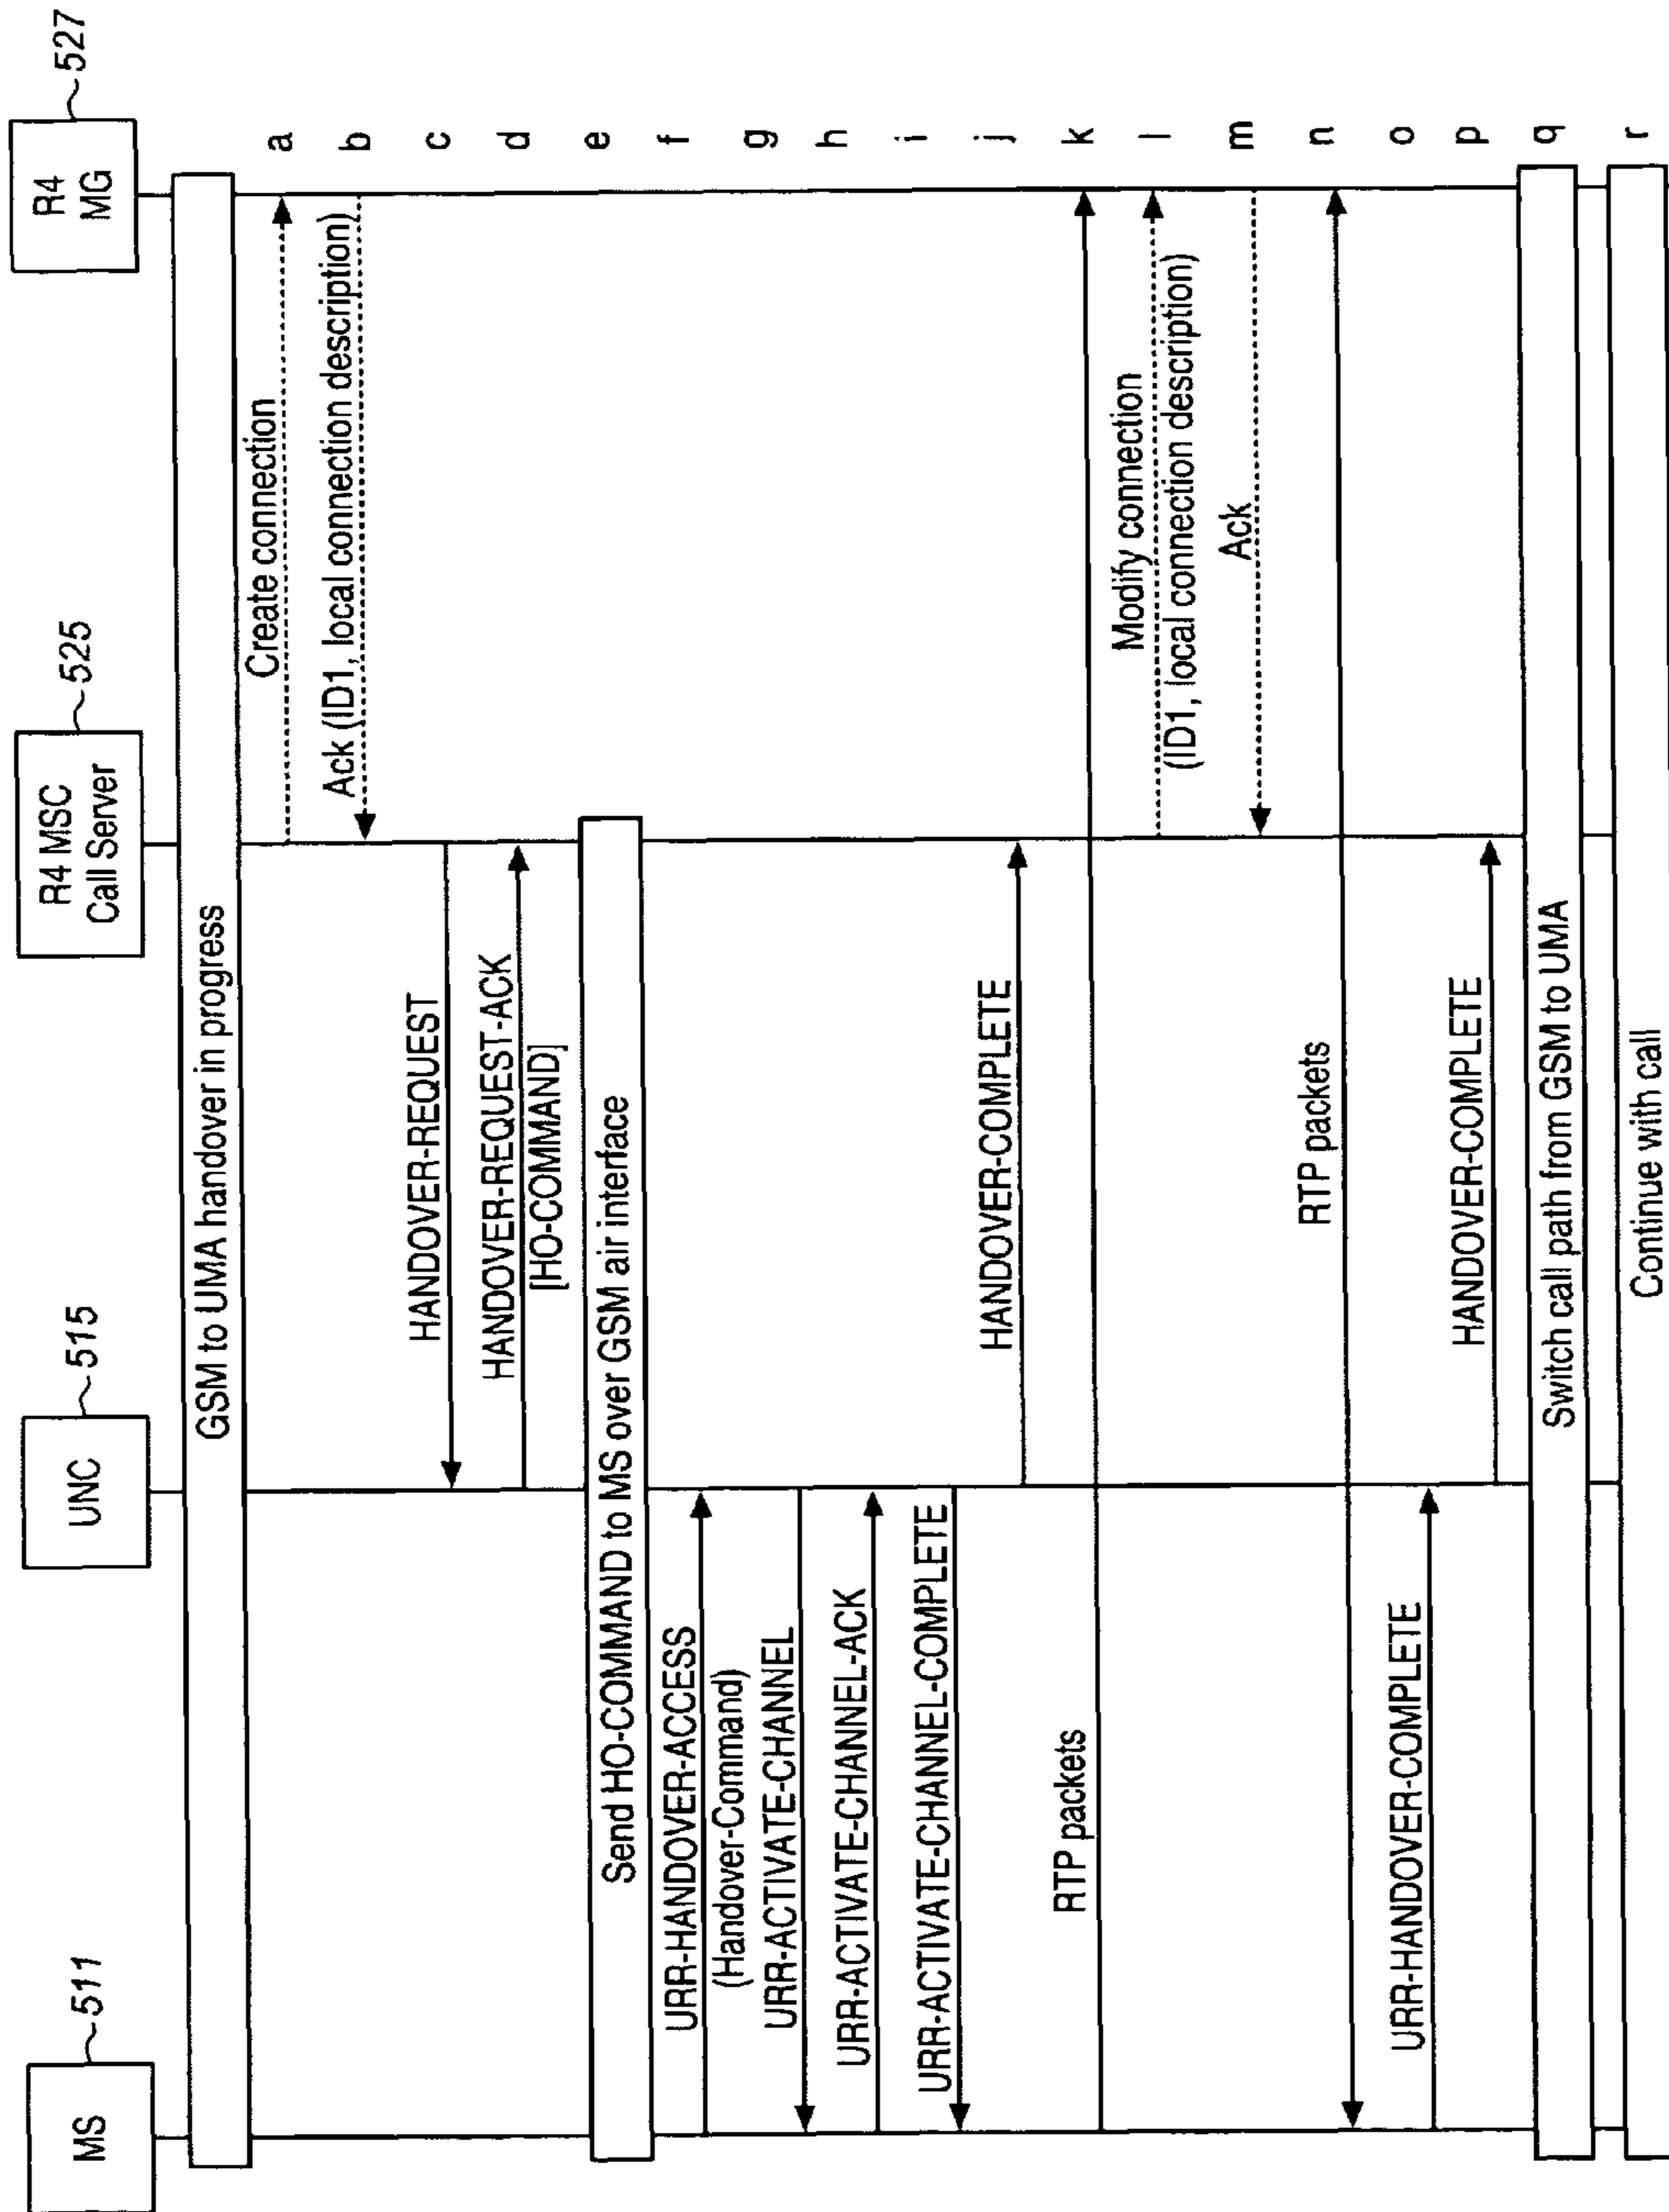 MS
511
UNC
515
R4 MSC
Call Server
525
R4
MG
527
GSM to UMA handover in progress
Create connection
a
Ack (ID1, local connection description)
b
HANDOVER-REQUEST
c
HANDOVER-REQUEST-ACK
[HO-COMMAND]
d
Send HO-COMMAND to MS over GSM air interface
e
URR-HANDOVER-ACCESS
(Handover-Command)
f
URR-ACTIVATE-CHANNEL
g
URR-ACTIVATE-CHANNEL-ACK
h
URR-ACTIVATE-CHANNEL-COMPLETE
i
HANDOVER-COMPLETE
j
RTP packets
k
Modify connection
(ID1, local connection description)
l
Ack
m
RTP packets
n
URR-HANDOVER-COMPLETE
o
HANDOVER-COMPLETE
p
Switch call path from GSM to UMA
q
Continue with call
r